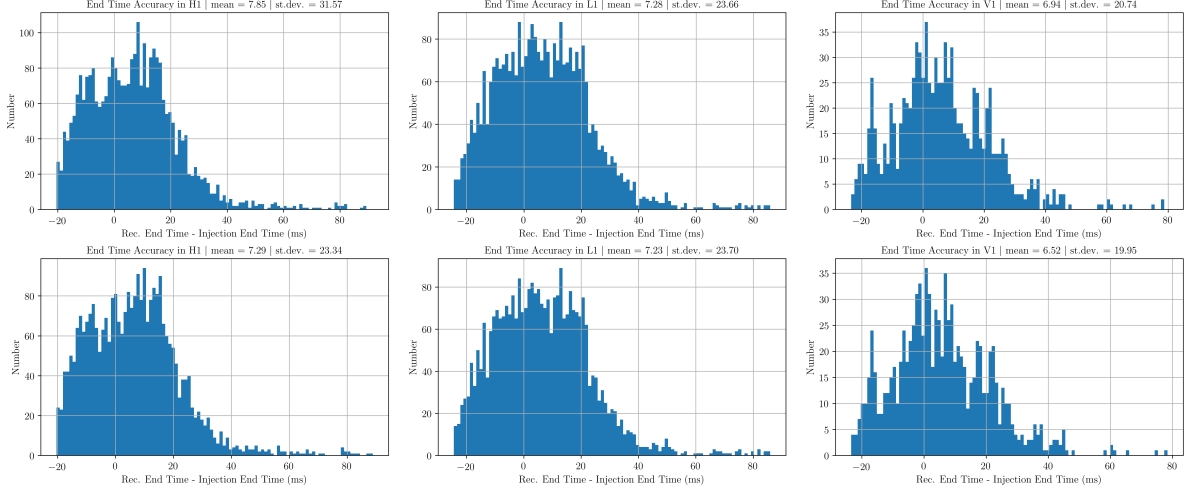 End Time Accuracy in H1 | mean = 7.85 | st.dev. = 31.57
Number
100
80
60
40
20
0
−20 0 20 40 60 80
Rec. End Time - Injection End Time (ms)
End Time Accuracy in L1 | mean = 7.28 | st.dev. = 23.66
Number
80
60
40
20
0
−20 0 20 40 60 80
Rec. End Time - Injection End Time (ms)
End Time Accuracy in V1 | mean = 6.94 | st.dev. = 20.74
Number
35
30
25
20
15
10
5
0
−20 0 20 40 60 80
Rec. End Time - Injection End Time (ms)
End Time Accuracy in H1 | mean = 7.29 | st.dev. = 23.34
Number
80
60
40
20
0
−20 0 20 40 60 80
Rec. End Time - Injection End Time (ms)
End Time Accuracy in L1 | mean = 7.23 | st.dev. = 23.70
Number
80
60
40
20
0
−20 0 20 40 60 80
Rec. End Time - Injection End Time (ms)
End Time Accuracy in V1 | mean = 6.52 | st.dev. = 19.95
Number
35
30
25
20
15
10
5
0
−20 0 20 40 60 80
Rec. End Time - Injection End Time (ms)